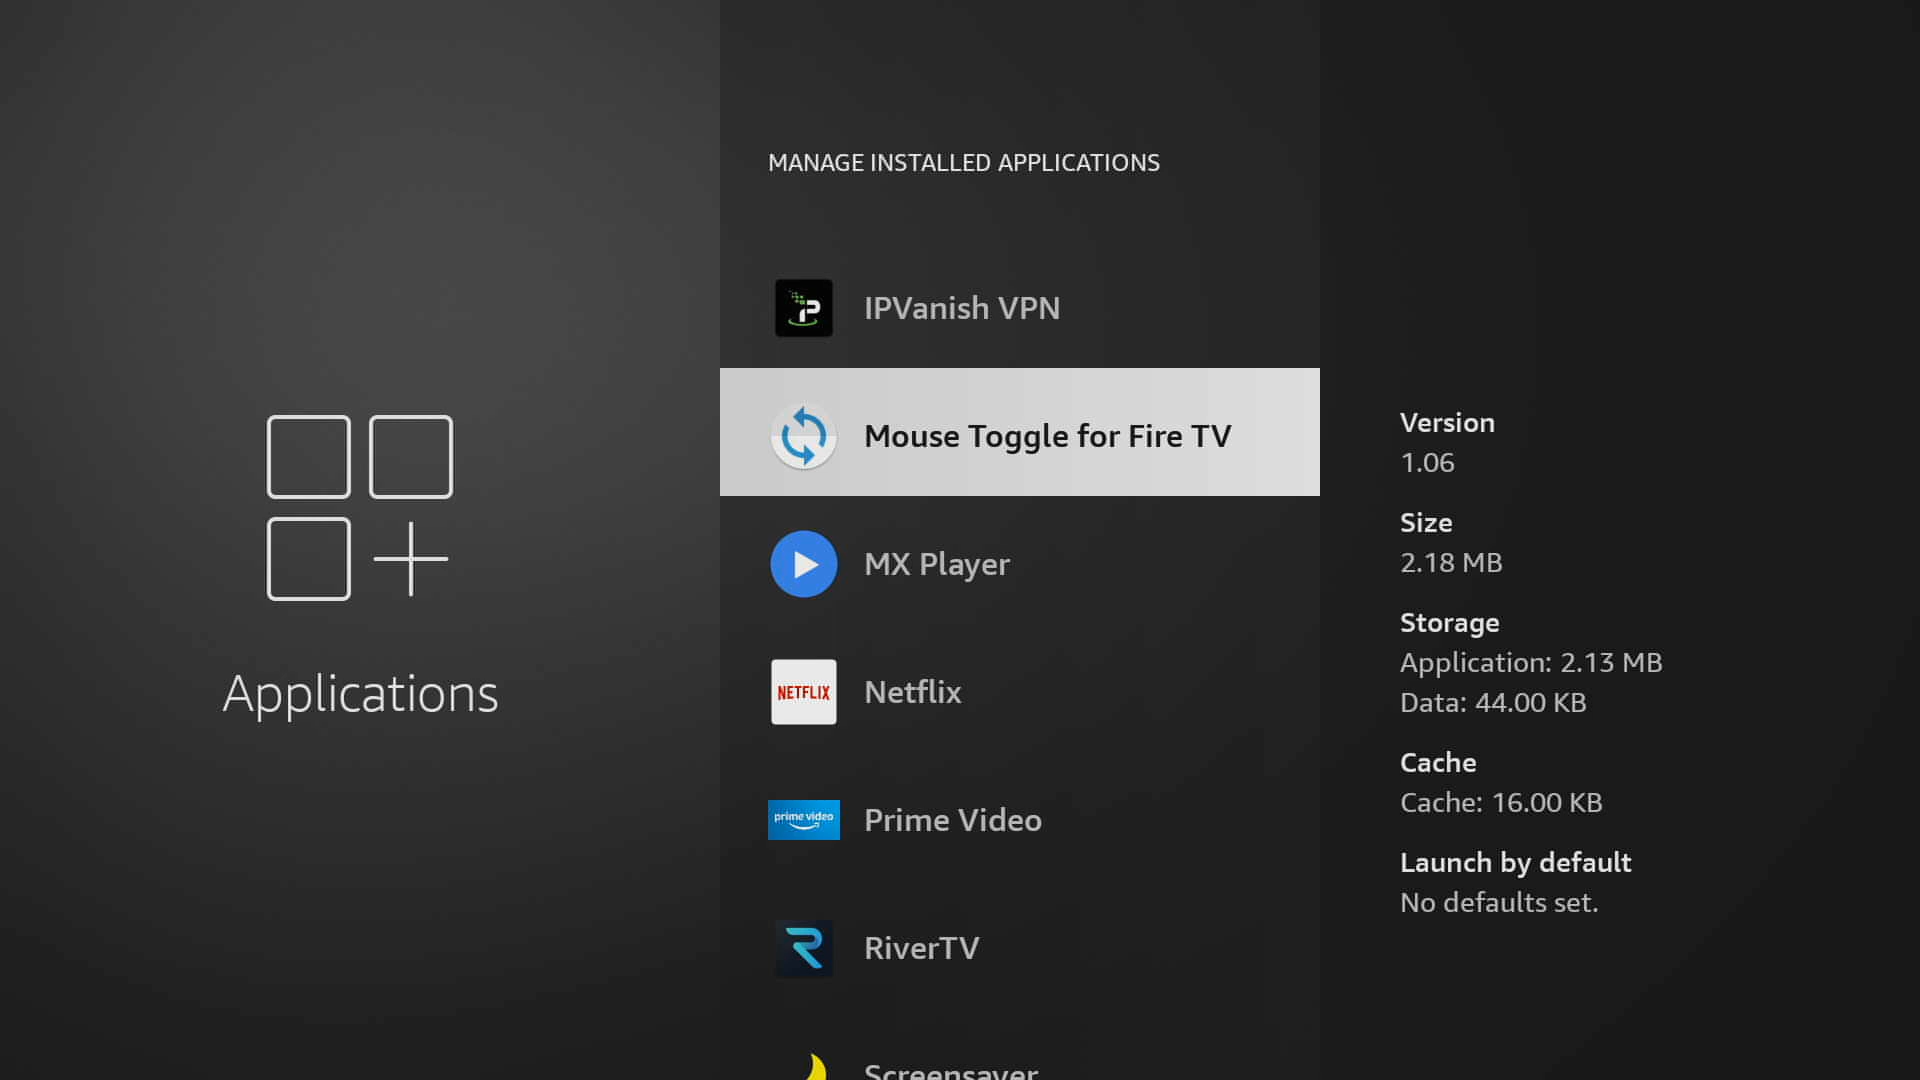 Applications
MANAGE INSTALLED APPLICATIONS
IPVanish VPN
Mouse Toggle for Fire TV
MX Player
NETFLIX
Netflix
prime video
Prime Video
RiverTV
Screensaver
Version
1.06
Size
2.18 MB
Storage
Application: 2.13 MB
Data: 44.00 KB
Cache
Cache: 16.00 KB
Launch by default
No defaults set.